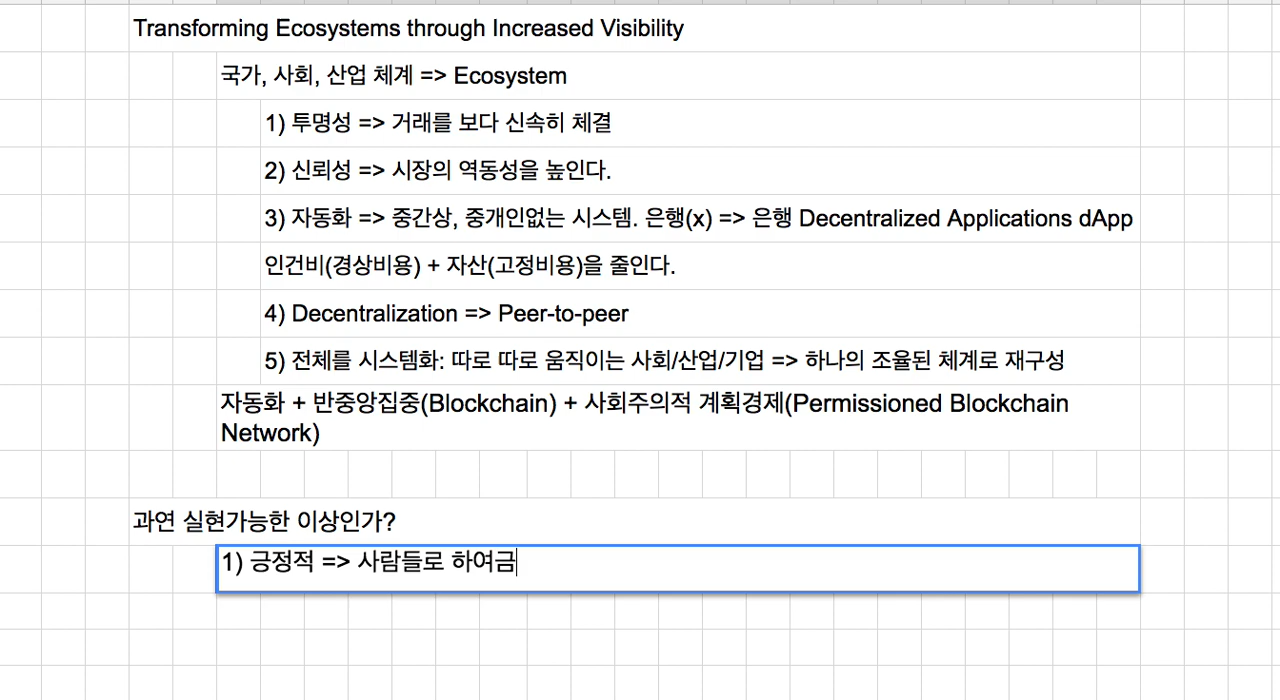 Transforming Ecosystems through Increased Visibility
국가, 사회, 산업 체계 => Ecosystem
1) 투명성 => 거래를 보다 신속히 체결
2) 신뢰성 => 시장의 역동성을 높인다.
3) 자동화 => 중간상, 중개인없는 시스템. 은행(x) => 은행 Decentralized Applications dApp
인건비(경상비용) + 자산(고정비용)을 줄인다.
4) Decentralization => Peer-to-peer
5) 전체를 시스템화: 따로 따로 움직이는 사회/산업/기업 => 하나의 조율된 체계로 재구성
자동화 + 반중앙집중(Blockchain) + 사회주의적 계획경제(Permissioned Blockchain
Network)
과연 실현가능한 이상인가?
1) 긍정적 => 사람들로 하여금